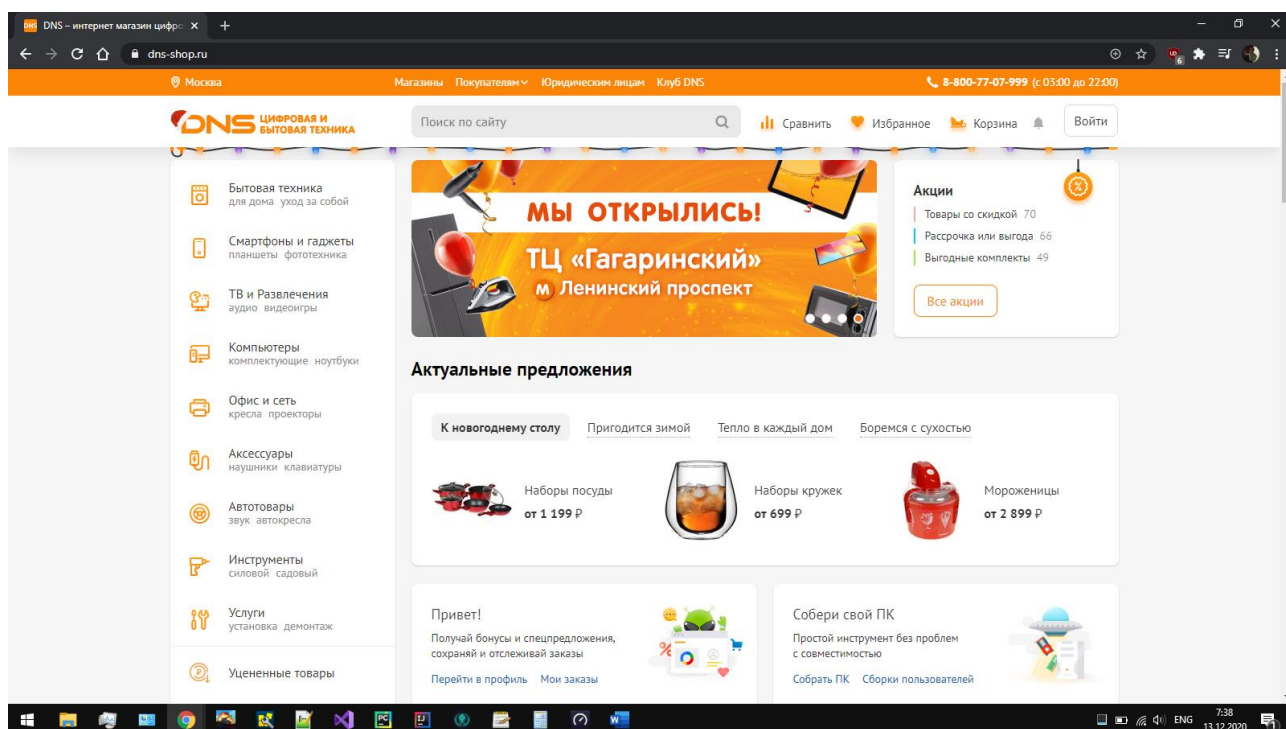 DNS – интернет магазин цифро
dns-shop.ru
6
Москва
Магазины Покупателям Юридическим лицам Клуб DNS
8-800-77-07-999 (с 03:00 до 22:00)
DNS ЦИФРОВАЯ И
БЫТОВАЯ ТЕХНИКА
Поиск по сайту
Сравнить
Избранное
Корзина
Войти
Бытовая техника
для дома уход за собой
Смартфоны и гаджеты
планшеты фототехника
ТВ и Развлечения
аудио видеоигры
Компьютеры
комплектующие ноутбуки
Офис и сеть
кресла проекторы
Аксессуары
наушники клавиатуры
Автотовары
звук автокресла
Инструменты
силовой садовый
Услуги
установка демонтаж
Уцененные товары
МЫ ОТКРЫЛИСЬ!
ТЦ «Гагаринский»
м Ленинский проспект
Акции
Товары со скидкой 70
Рассрочка или выгода 66
Выгодные комплекты 49
Все акции
Актуальные предложения
К новогоднему столу Пригодится зимой Тепло в каждый дом Боремся с сухостью
Наборы посуды
от 1 199 ₽
Наборы кружек
от 699 ₽
Мороженицы
от 2 899 ₽
Привет!
Получай бонусы и спецпредложения,
сохраняй и отслеживай заказы
Перейти в профиль Мои заказы
Собери свой ПК
Простой инструмент без проблем
с совместимостью
Собрать ПК Сборки пользователей
ENG
7:38
13.12.2020